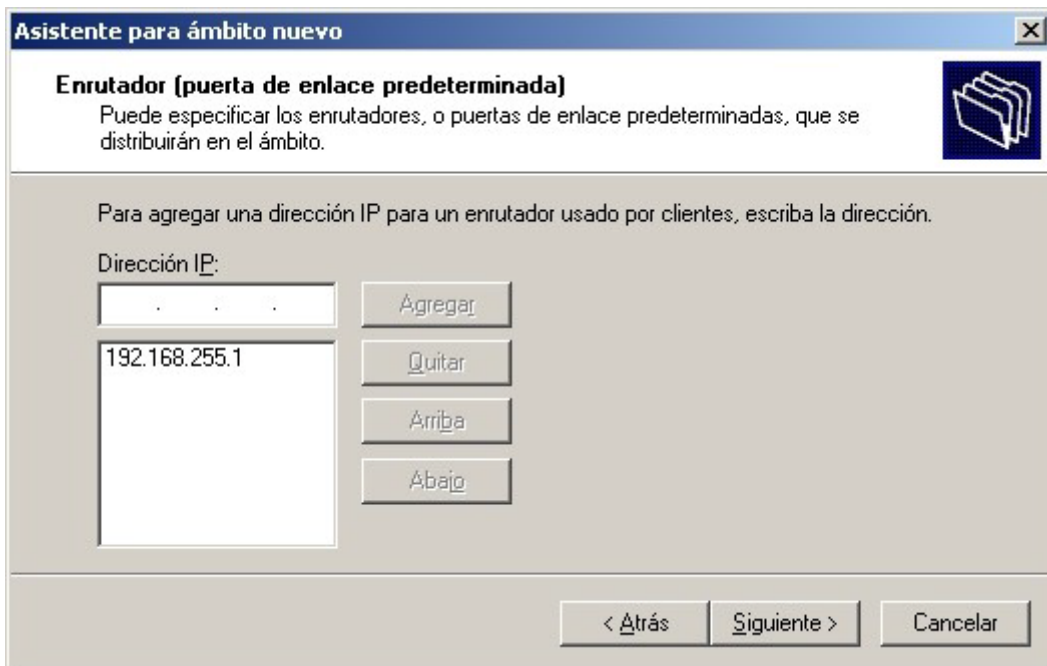 Asistente para ámbito nuevo
Enrutador (puerta de enlace predeterminada)
Puede especificar los enrutadores, o puertas de enlace predeterminadas, que se
distribuirán en el ámbito.
Para agregar una dirección IP para un enrutador usado por clientes, escriba la dirección.
Dirección IP:
. . .
Agregar
192.168.255.1
Quitar
Arriba
Abajo
< Atrás
Siguiente >
Cancelar